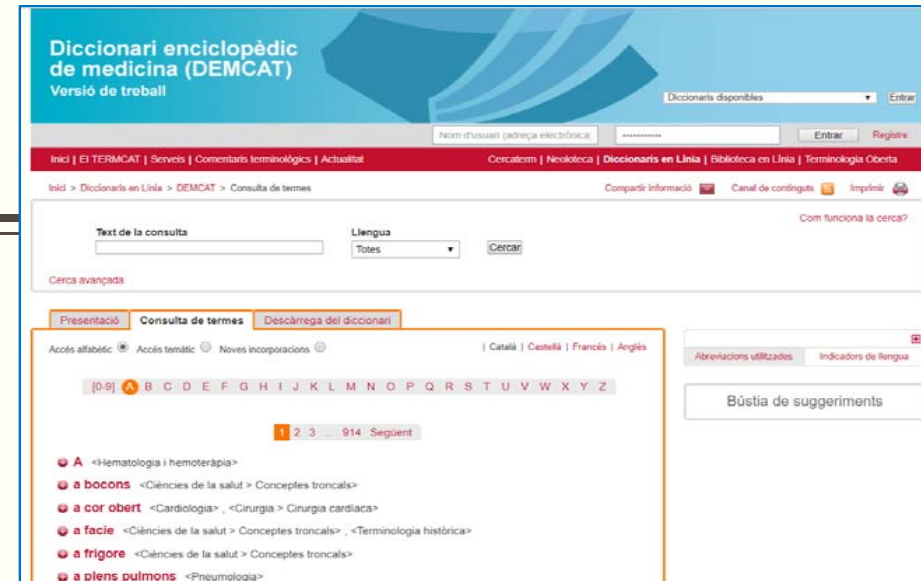 Diccionari enciclopèdic
de medicina (DEMCAT)
Versió de treball
Diccionaris disponibles Entrar
Nom d'usuari (adreça electrònica) ••••••••••• Entrar Registre
Inici | El TERMCAT | Serveis | Comentaris terminològics | Actualitat Cercaterm | Neoloteca | Diccionaris en Línia | Biblioteca en Línia | Terminologia Oberta
Inici > Diccionaris en Línia > DEMCAT > Consulta de termes Compartir informació Canal de continguts Imprimir
Com funciona la cerca?
Text de la consulta Llengua
Totes Cercar
Cerca avançada
Presentació Consulta de termes Descàrrega del diccionari
Accés alfabètic Accés temàtic Noves incorporacions | Català | Castellà | Francès | Anglès
Abreviacions utilitzades Indicadors de llengua
[0-9] A B C D E F G H I J K L M N O P Q R S T U V W X Y Z
Bústia de suggeriments
1 2 3 ... 914 Següent
A <Hematologia i hemoteràpia>
a bocons <Ciències de la salut > Conceptes troncals>
a cor obert <Cardiologia> , <Cirurgia > Cirurgia cardíaca>
a facie <Ciències de la salut > Conceptes troncals> , <Terminologia històrica>
a frigore <Ciències de la salut > Conceptes troncals>
a plens pulmons <Pneumologia>